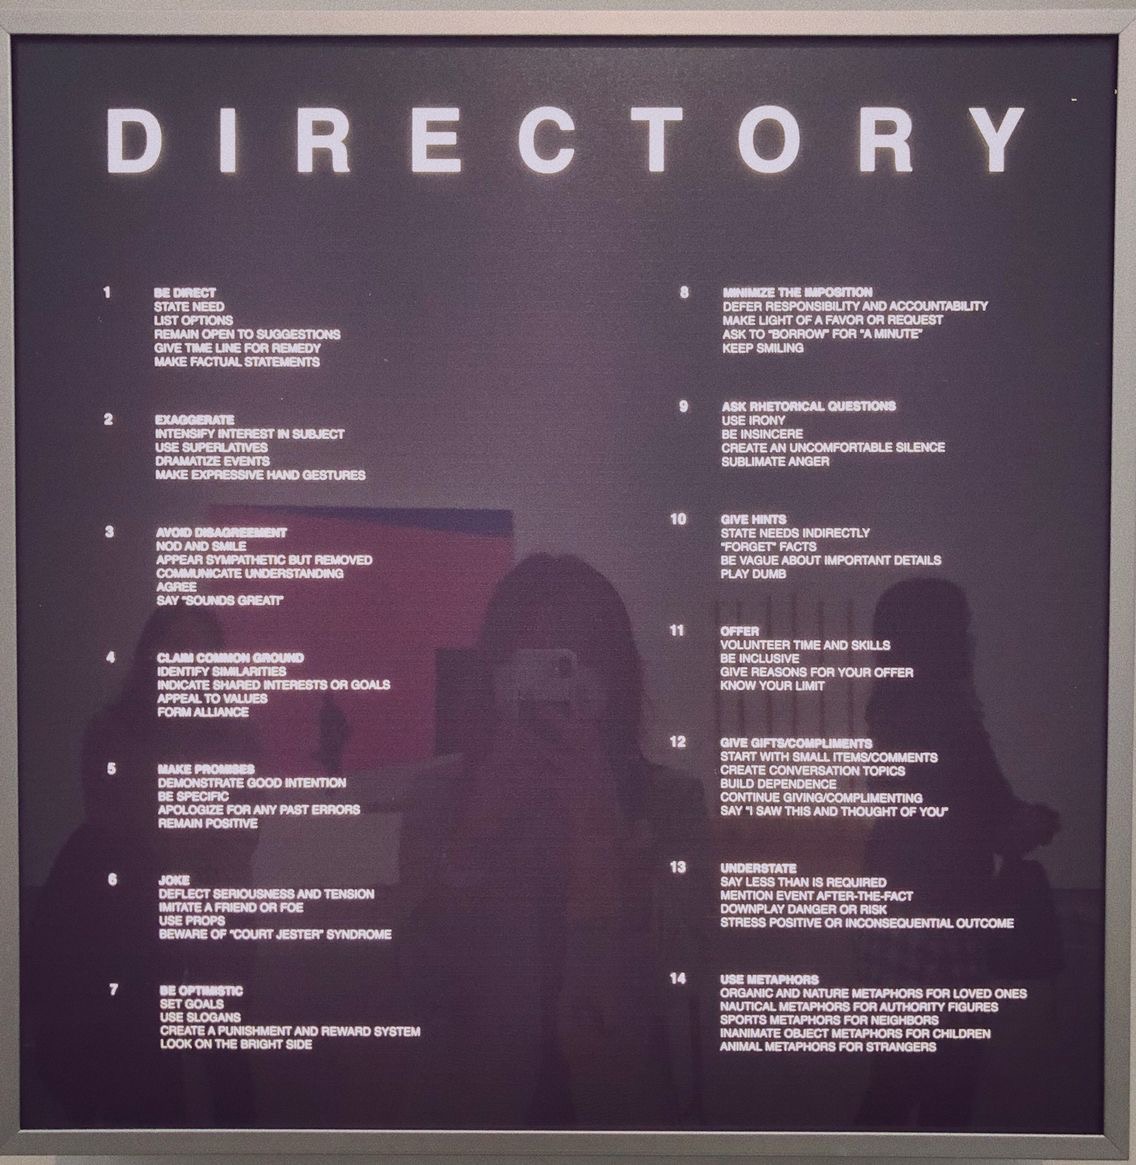 DIRECTORY
1 BE DIRECT
STATE NEED
LIST OPTIONS
REMAIN OPEN TO SUGGESTIONS
GIVE TIME LINE FOR REMEDY
MAKE FACTUAL STATEMENTS
2 EXAGGERATE
INTENSIFY INTEREST IN SUBJECT
USE SUPERLATIVES
DRAMATIZE EVENTS
MAKE EXPRESSIVE HAND GESTURES
3 AVOID DISAGREEMENT
NOD AND SMILE
APPEAR SYMPATHETIC BUT REMOVED
COMMUNICATE UNDERSTANDING
AGREE
SAY "SOUNDS GREAT!"
4 CLAIM COMMON GROUND
IDENTIFY SIMILARITIES
INDICATE SHARED INTERESTS OR GOALS
APPEAL TO VALUES
FORM ALLIANCE
5 MAKE PROMISES
DEMONSTRATE GOOD INTENTION
BE SPECIFIC
APOLOGIZE FOR ANY PAST ERRORS
REMAIN POSITIVE
6 JOKE
DEFLECT SERIOUSNESS AND TENSION
IMITATE A FRIEND OR FOE
USE PROPS
BEWARE OF "COURT JESTER" SYNDROME
7 BE OPTIMISTIC
SET GOALS
USE SLOGANS
CREATE A PUNISHMENT AND REWARD SYSTEM
LOOK ON THE BRIGHT SIDE
8 MINIMIZE THE IMPOSITION
DEFER RESPONSIBILITY AND ACCOUNTABILITY
MAKE LIGHT OF A FAVOR OR REQUEST
ASK TO "BORROW" FOR "A MINUTE"
KEEP SMILING
9 ASK RHETORICAL QUESTIONS
USE IRONY
BE INSINCERE
CREATE AN UNCOMFORTABLE SILENCE
SUBLIMATE ANGER
10 GIVE HINTS
STATE NEEDS INDIRECTLY
"FORGET" FACTS
BE VAGUE ABOUT IMPORTANT DETAILS
PLAY DUMB
11 OFFER
VOLUNTEER TIME AND SKILLS
BE INCLUSIVE
GIVE REASONS FOR YOUR OFFER
KNOW YOUR LIMIT
12 GIVE GIFTS/COMPLIMENTS
START WITH SMALL ITEMS/COMMENTS
CREATE CONVERSATION TOPICS
BUILD DEPENDENCE
CONTINUE GIVING/COMPLIMENTING
SAY "I SAW THIS AND THOUGHT OF YOU"
13 UNDERSTATE
SAY LESS THAN IS REQUIRED
MENTION EVENT AFTER-THE-FACT
DOWNPLAY DANGER OR RISK
STRESS POSITIVE OR INCONSEQUENTIAL OUTCOME
14 USE METAPHORS
ORGANIC AND NATURE METAPHORS FOR LOVED ONES
NAUTICAL METAPHORS FOR AUTHORITY FIGURES
SPORTS METAPHORS FOR NEIGHBORS
INANIMATE OBJECT METAPHORS FOR CHILDREN
ANIMAL METAPHORS FOR STRANGERS